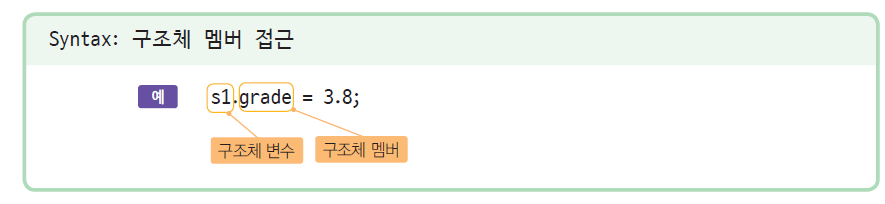 Syntax: 구조체 멤버 접근
예 s1.grade = 3.8;
구조체 변수 구조체 멤버